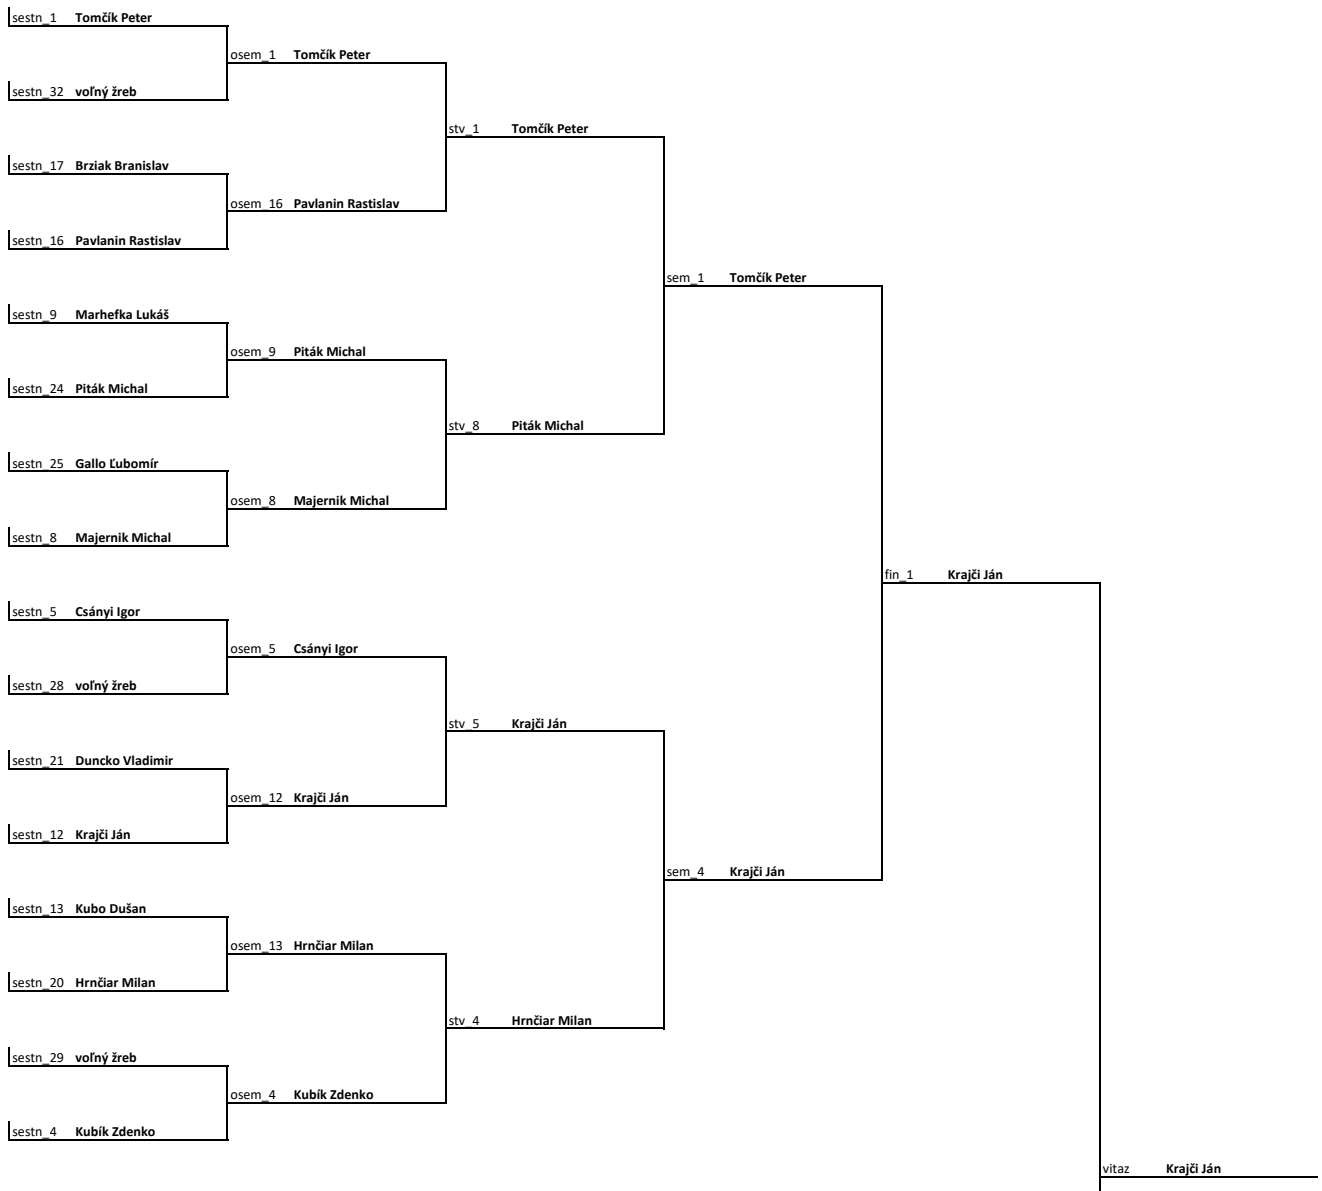 sestn_1 Tomčík Peter
osem_1 Tomčík Peter
sestn_32 voľný žreb
stv_1 Tomčík Peter
sestn_17 Brziak Branislav
osem_16 Pavlanin Rastislav
sestn_16 Pavlanin Rastislav
sem_1 Tomčík Peter
sestn_9 Marhefka Lukáš
osem_9 Piták Michal
sestn_24 Piták Michal
stv_8 Piták Michal
sestn_25 Gallo Ľubomír
osem_8 Majernik Michal
sestn_8 Majernik Michal
fin_1 Krajči Ján
sestn_5 Csányi Igor
osem_5 Csányi Igor
sestn_28 voľný žreb
stv_5 Krajči Ján
sestn_21 Duncko Vladimir
osem_12 Krajči Ján
sestn_12 Krajči Ján
sem_4 Krajči Ján
sestn_13 Kubo Dušan
osem_13 Hrnčiar Milan
sestn_20 Hrnčiar Milan
stv_4 Hrnčiar Milan
sestn_29 voľný žreb
osem_4 Kubík Zdenko
sestn_4 Kubík Zdenko
vitaz Krajči Ján